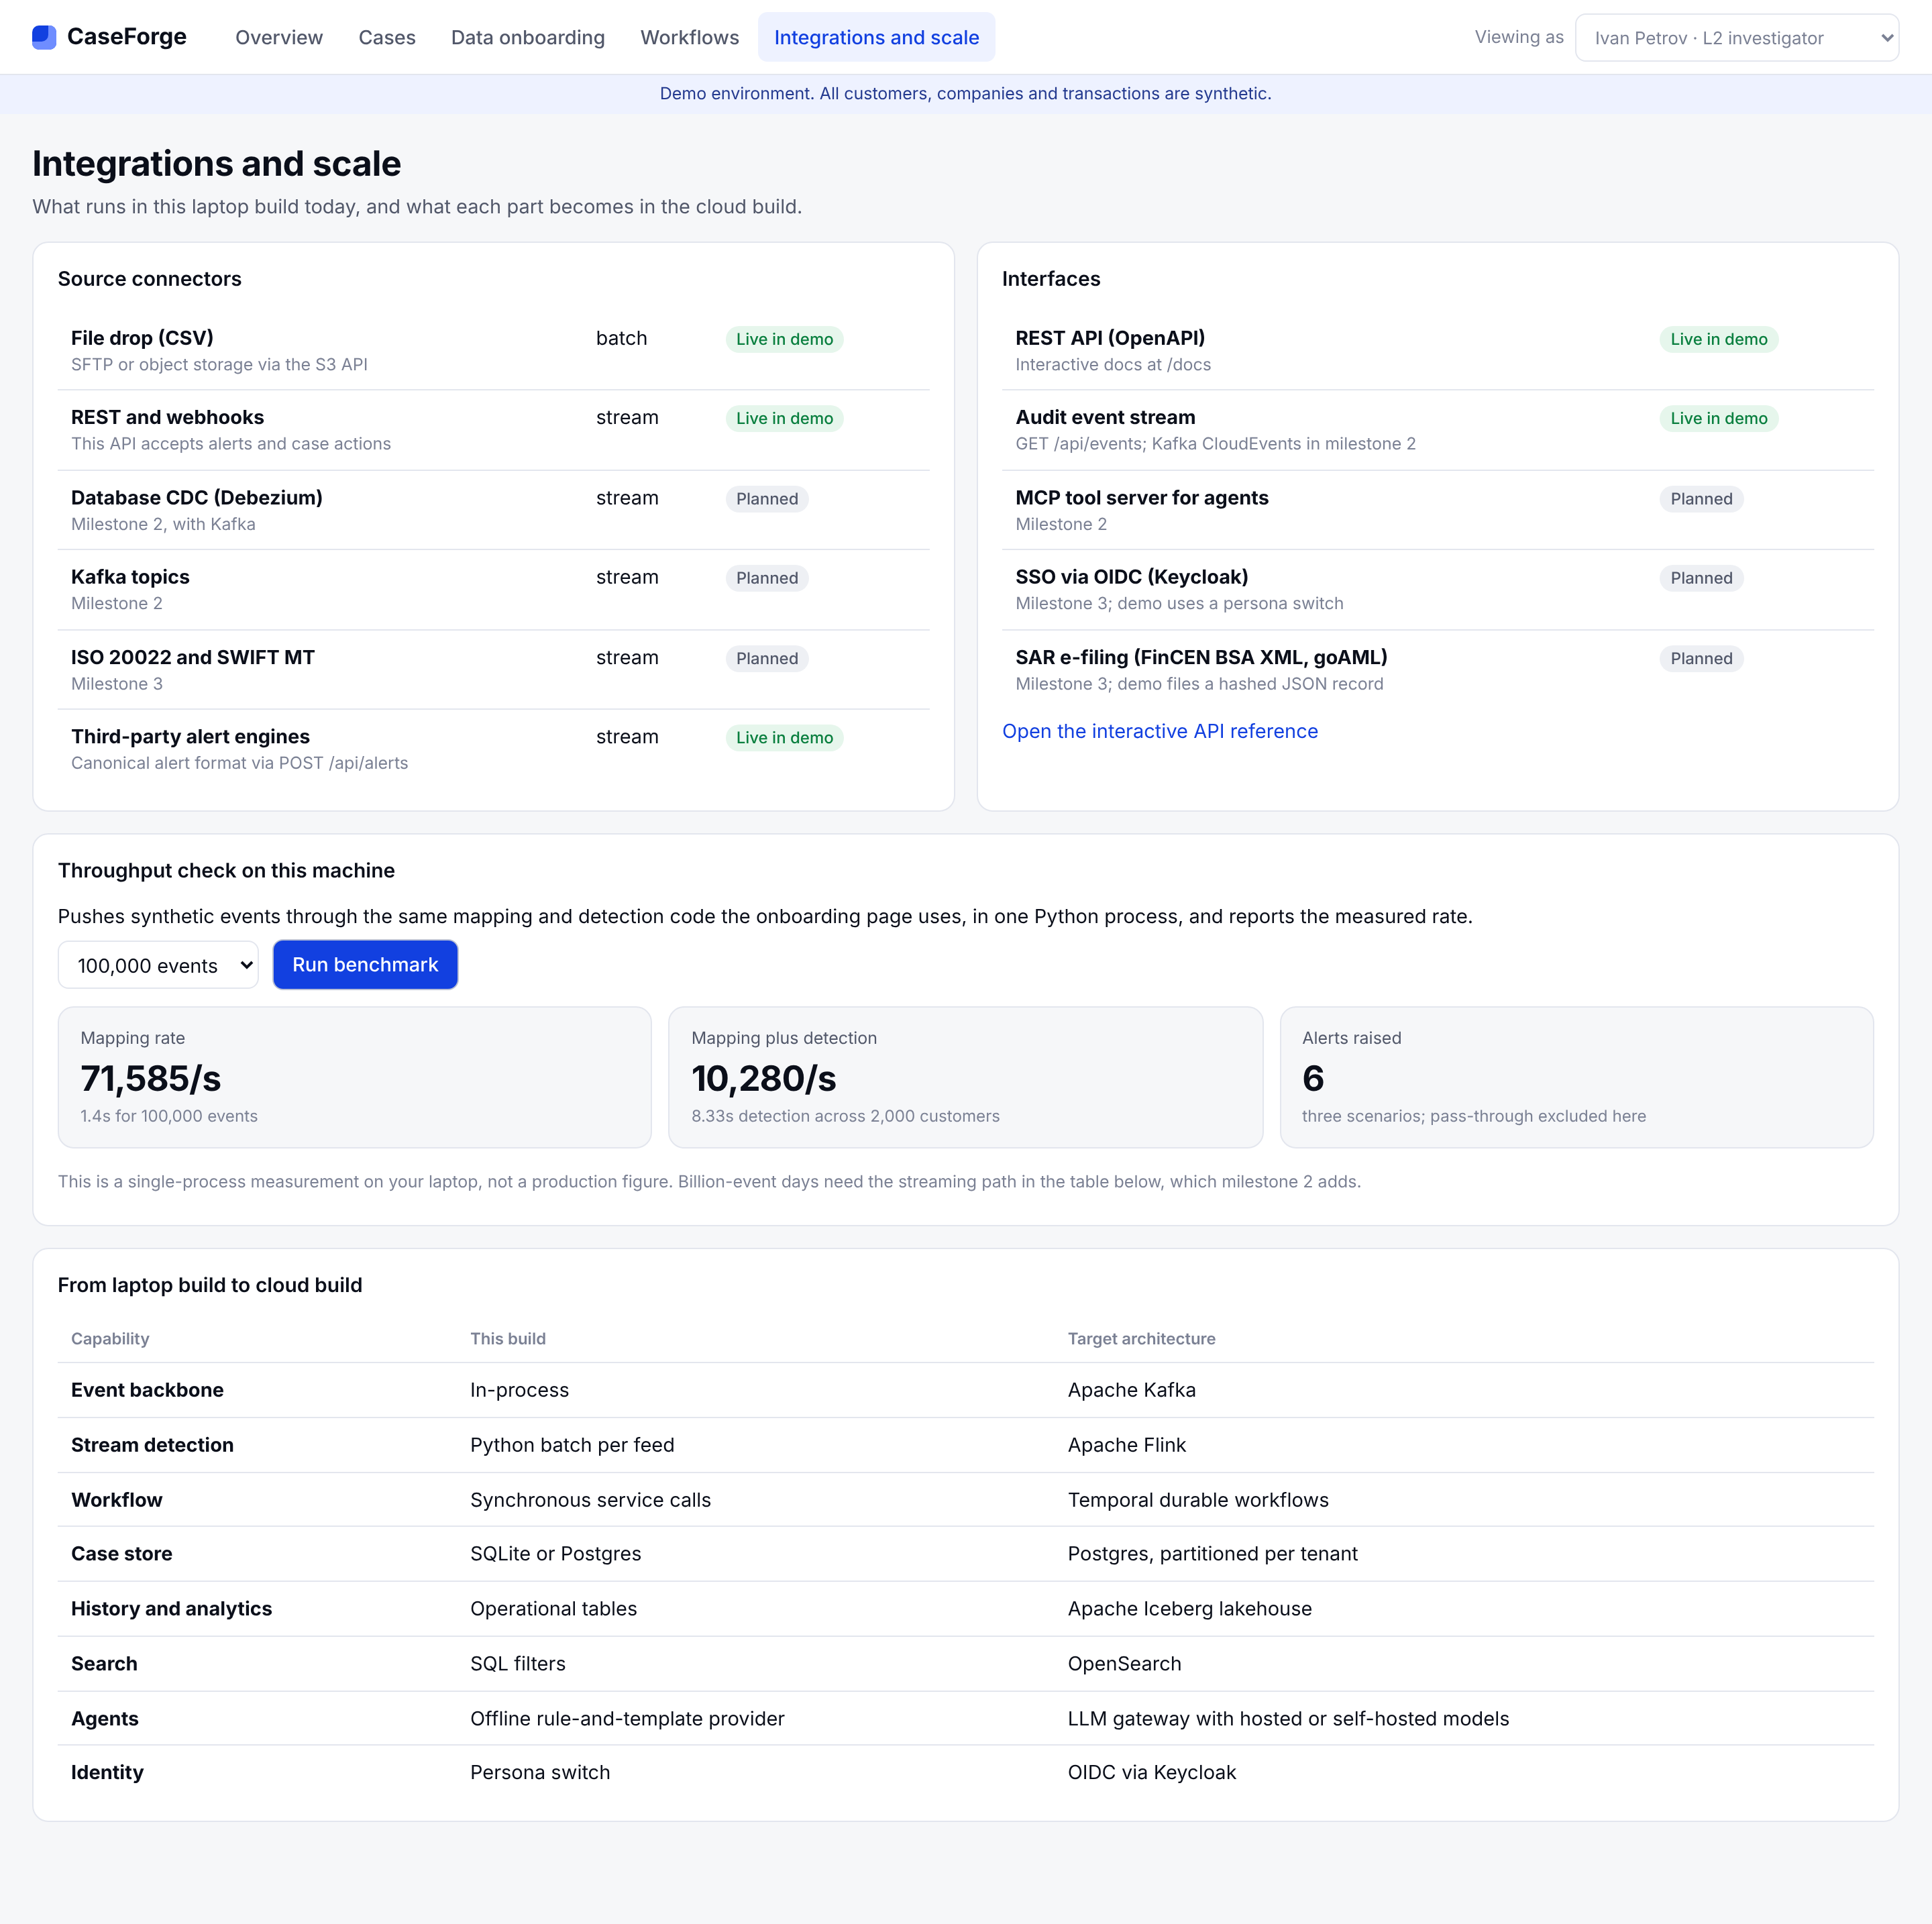 CaseForge
Overview
Cases
Data onboarding
Workflows
Integrations and scale
Viewing as
Ivan Petrov · L2 investigator
Demo environment. All customers, companies and transactions are synthetic.
Integrations and scale
What runs in this laptop build today, and what each part becomes in the cloud build.
Source connectors
File drop (CSV) batch Live in demo
SFTP or object storage via the S3 API
REST and webhooks stream Live in demo
This API accepts alerts and case actions
Database CDC (Debezium) stream Planned
Milestone 2, with Kafka
Kafka topics stream Planned
Milestone 2
ISO 20022 and SWIFT MT stream Planned
Milestone 3
Third-party alert engines stream Live in demo
Canonical alert format via POST /api/alerts
Interfaces
REST API (OpenAPI) Live in demo
Interactive docs at /docs
Audit event stream Live in demo
GET /api/events; Kafka CloudEvents in milestone 2
MCP tool server for agents Planned
Milestone 2
SSO via OIDC (Keycloak) Planned
Milestone 3; demo uses a persona switch
SAR e-filing (FinCEN BSA XML, goAML) Planned
Milestone 3; demo files a hashed JSON record
Open the interactive API reference
Throughput check on this machine
Pushes synthetic events through the same mapping and detection code the onboarding page uses, in one Python process, and reports the measured rate.
100,000 events
Run benchmark
Mapping rate
71,585/s
1.4s for 100,000 events
Mapping plus detection
10,280/s
8.33s detection across 2,000 customers
Alerts raised
6
three scenarios; pass-through excluded here
This is a single-process measurement on your laptop, not a production figure. Billion-event days need the streaming path in the table below, which milestone 2 adds.
From laptop build to cloud build
Capability This build Target architecture
Event backbone In-process Apache Kafka
Stream detection Python batch per feed Apache Flink
Workflow Synchronous service calls Temporal durable workflows
Case store SQLite or Postgres Postgres, partitioned per tenant
History and analytics Operational tables Apache Iceberg lakehouse
Search SQL filters OpenSearch
Agents Offline rule-and-template provider LLM gateway with hosted or self-hosted models
Identity Persona switch OIDC via Keycloak